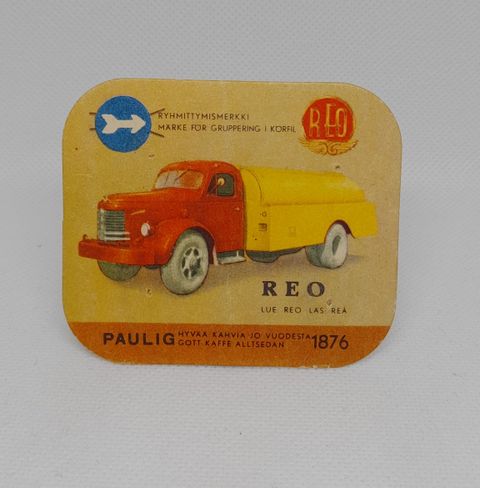 RYHMITTYMISMERKKI
MÄRKE FÖR GRUPPERING I KÖRFIL
REO
REO
LUE REO LÄS REÅ
PAULIG HYVÄÄ KAHVIA JO VUODESTA 1876
GOTT KAFFE ALLTSEDAN